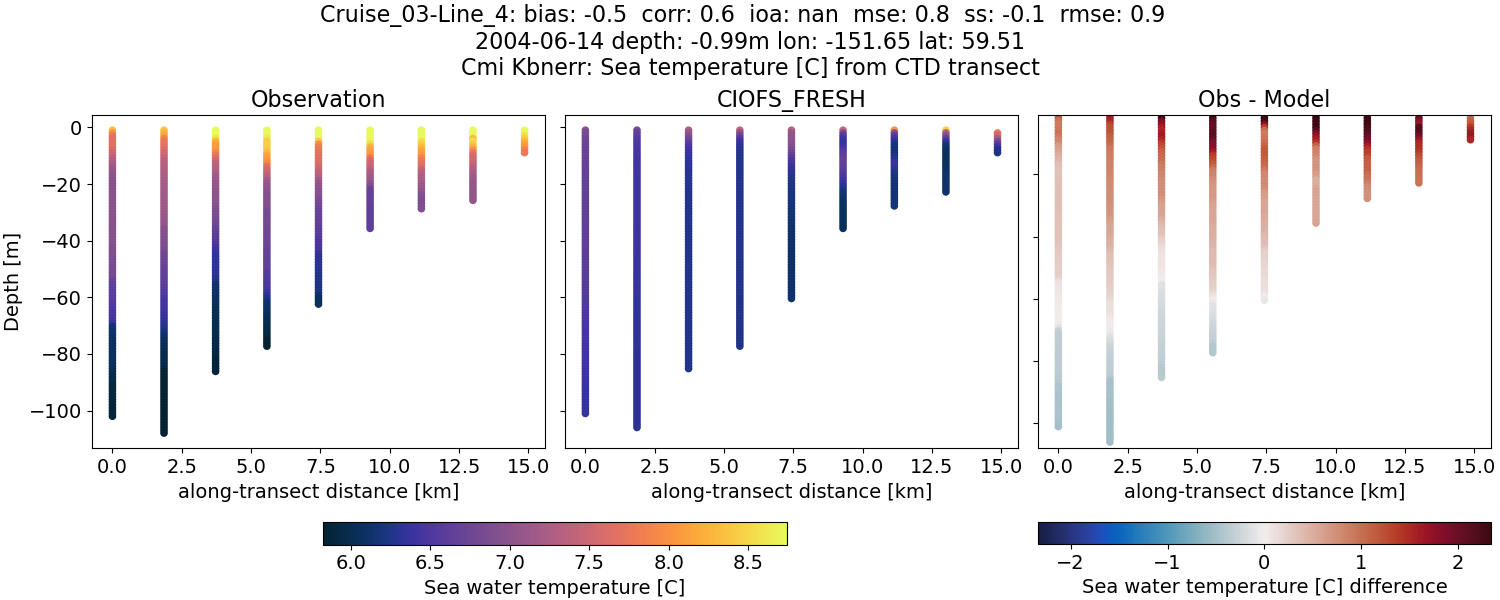 Cruise_03-Line_4: bias: -0.5  corr: 0.6  ioa: nan  mse: 0.8  ss: -0.1  rmse: 0.9
2004-06-14 depth: -0.99m lon: -151.65 lat: 59.51
Cmi Kbnerr: Sea temperature [C] from CTD transect
Observation
CIOFS_FRESH
Obs - Model
Depth [m]
0
−20
−40
−60
−80
−100
0.0 2.5 5.0 7.5 10.0 12.5 15.0
0.0 2.5 5.0 7.5 10.0 12.5 15.0
0.0 2.5 5.0 7.5 10.0 12.5 15.0
along-transect distance [km]
along-transect distance [km]
along-transect distance [km]
6.0 6.5 7.0 7.5 8.0 8.5
Sea water temperature [C]
−2 −1 0 1 2
Sea water temperature [C] difference